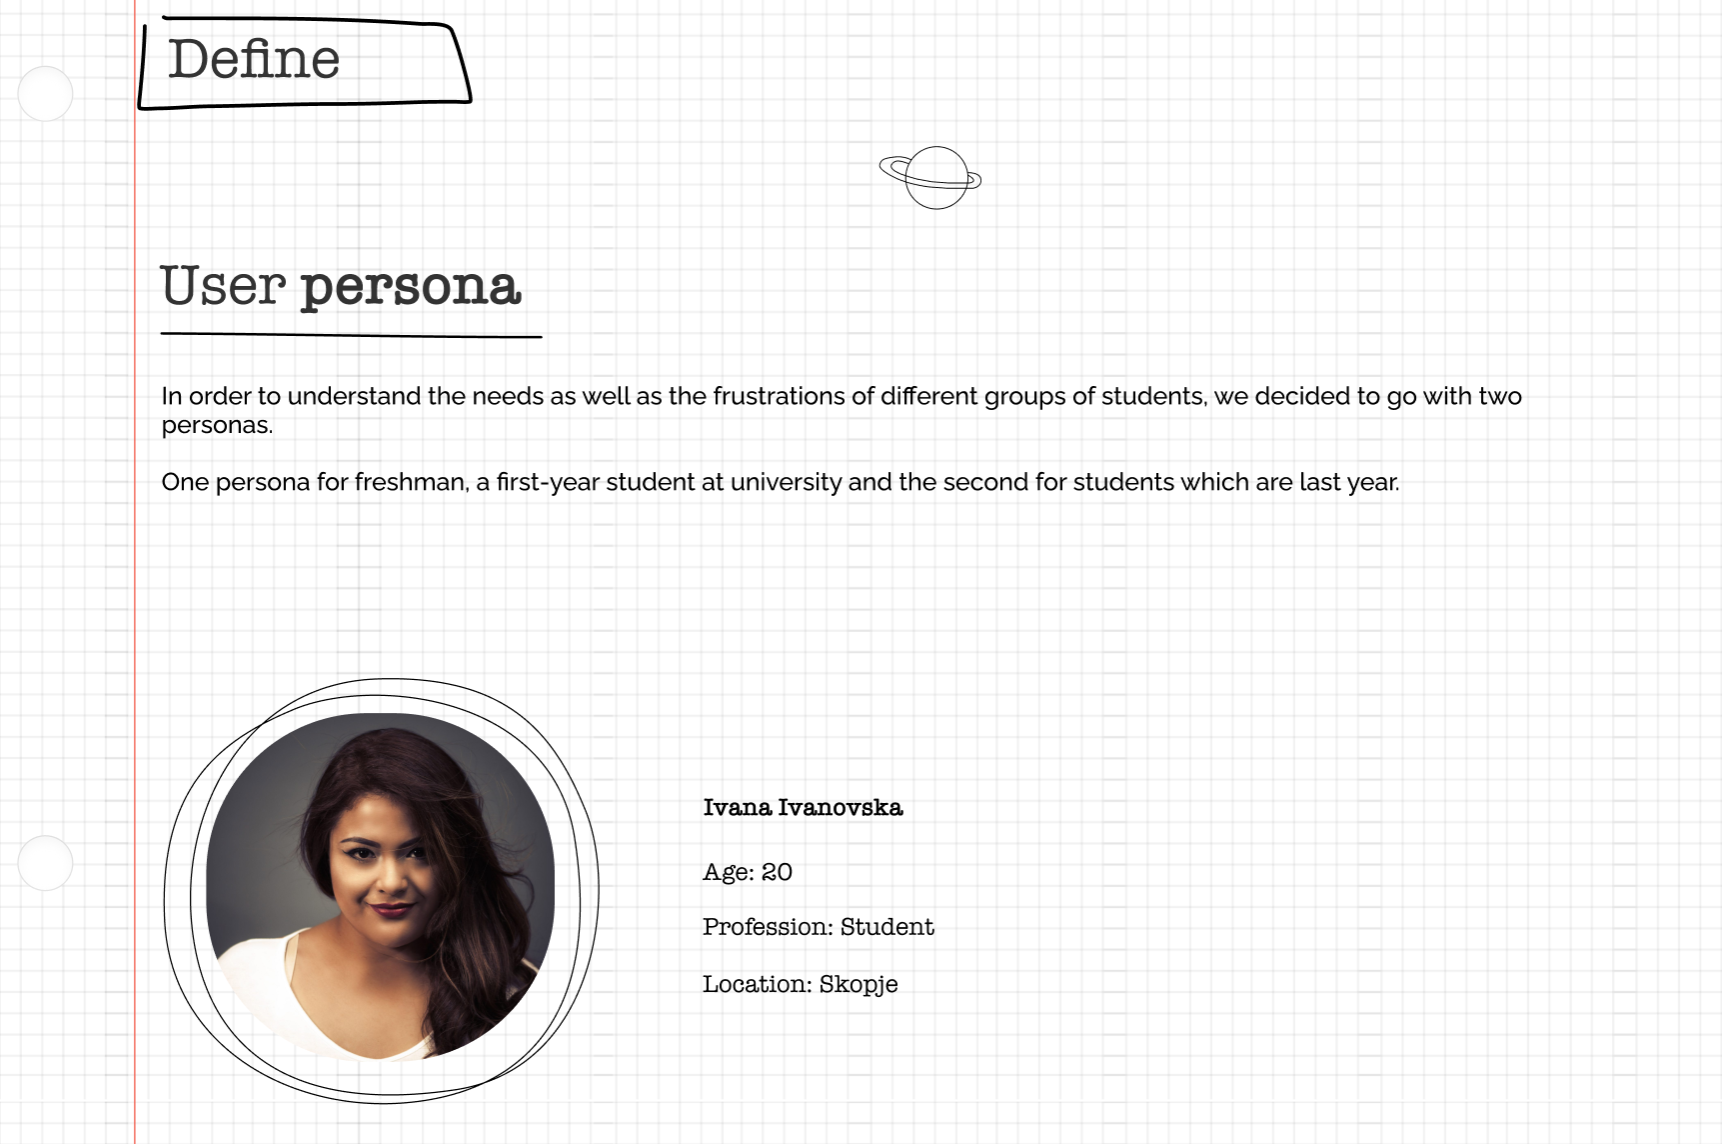 Define
User persona
In order to understand the needs as well as the frustrations of different groups of students, we decided to go with two
personas.
One persona for freshman, a first-year student at university and the second for students which are last year.
Ivana Ivanovska
Age: 20
Profession: Student
Location: Skopje